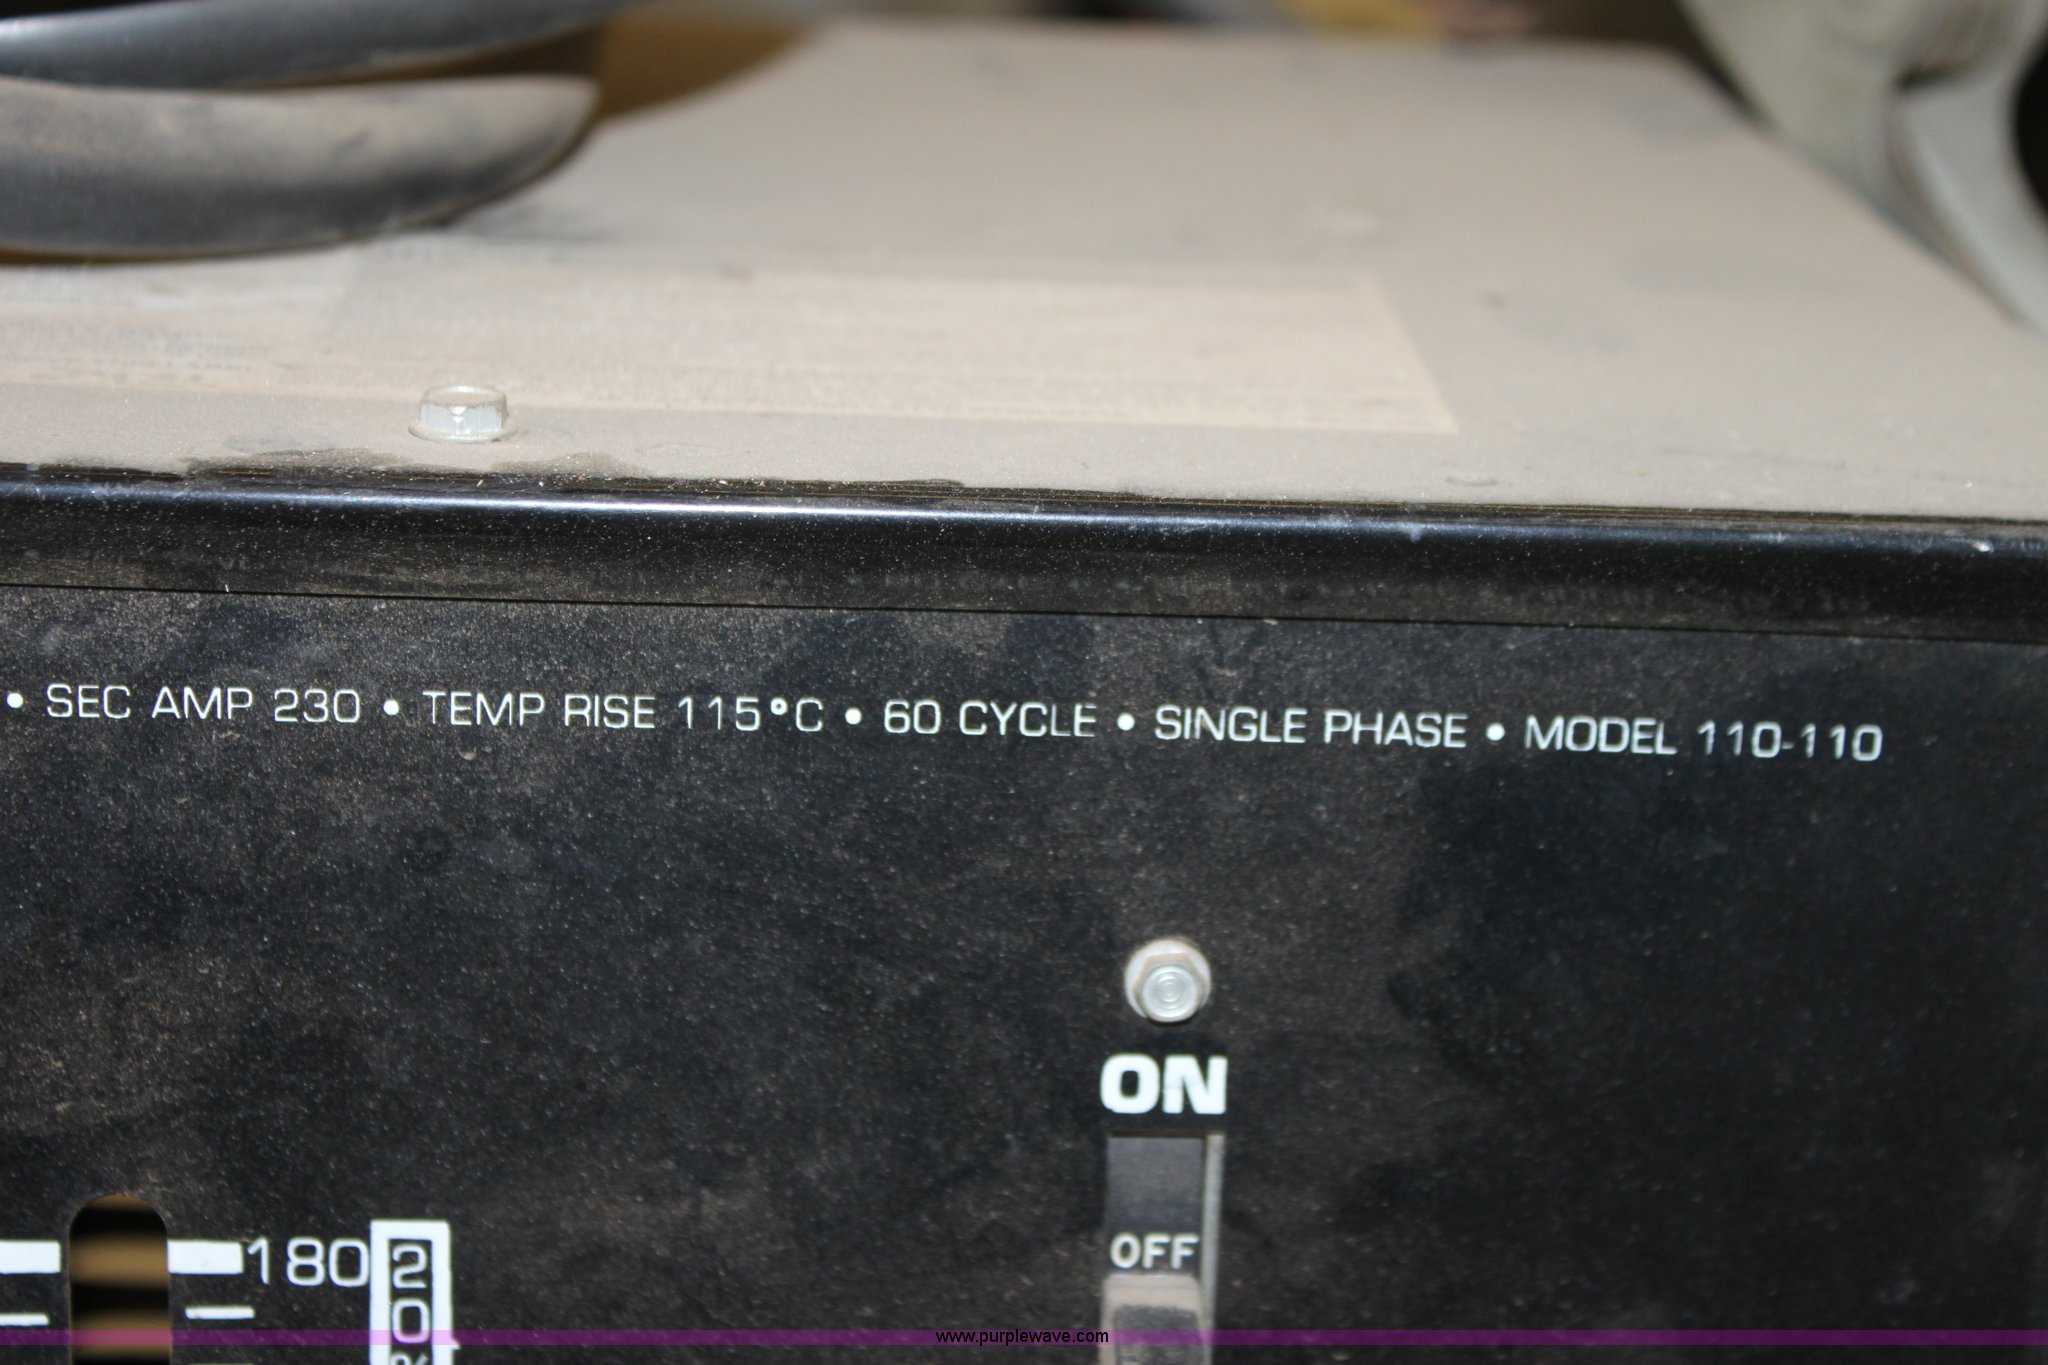 • SEC AMP 230 • TEMP RISE 115°C • 60 CYCLE • SINGLE PHASE • MODEL 110-110
ON
OFF
180
20%
www.purplewave.com